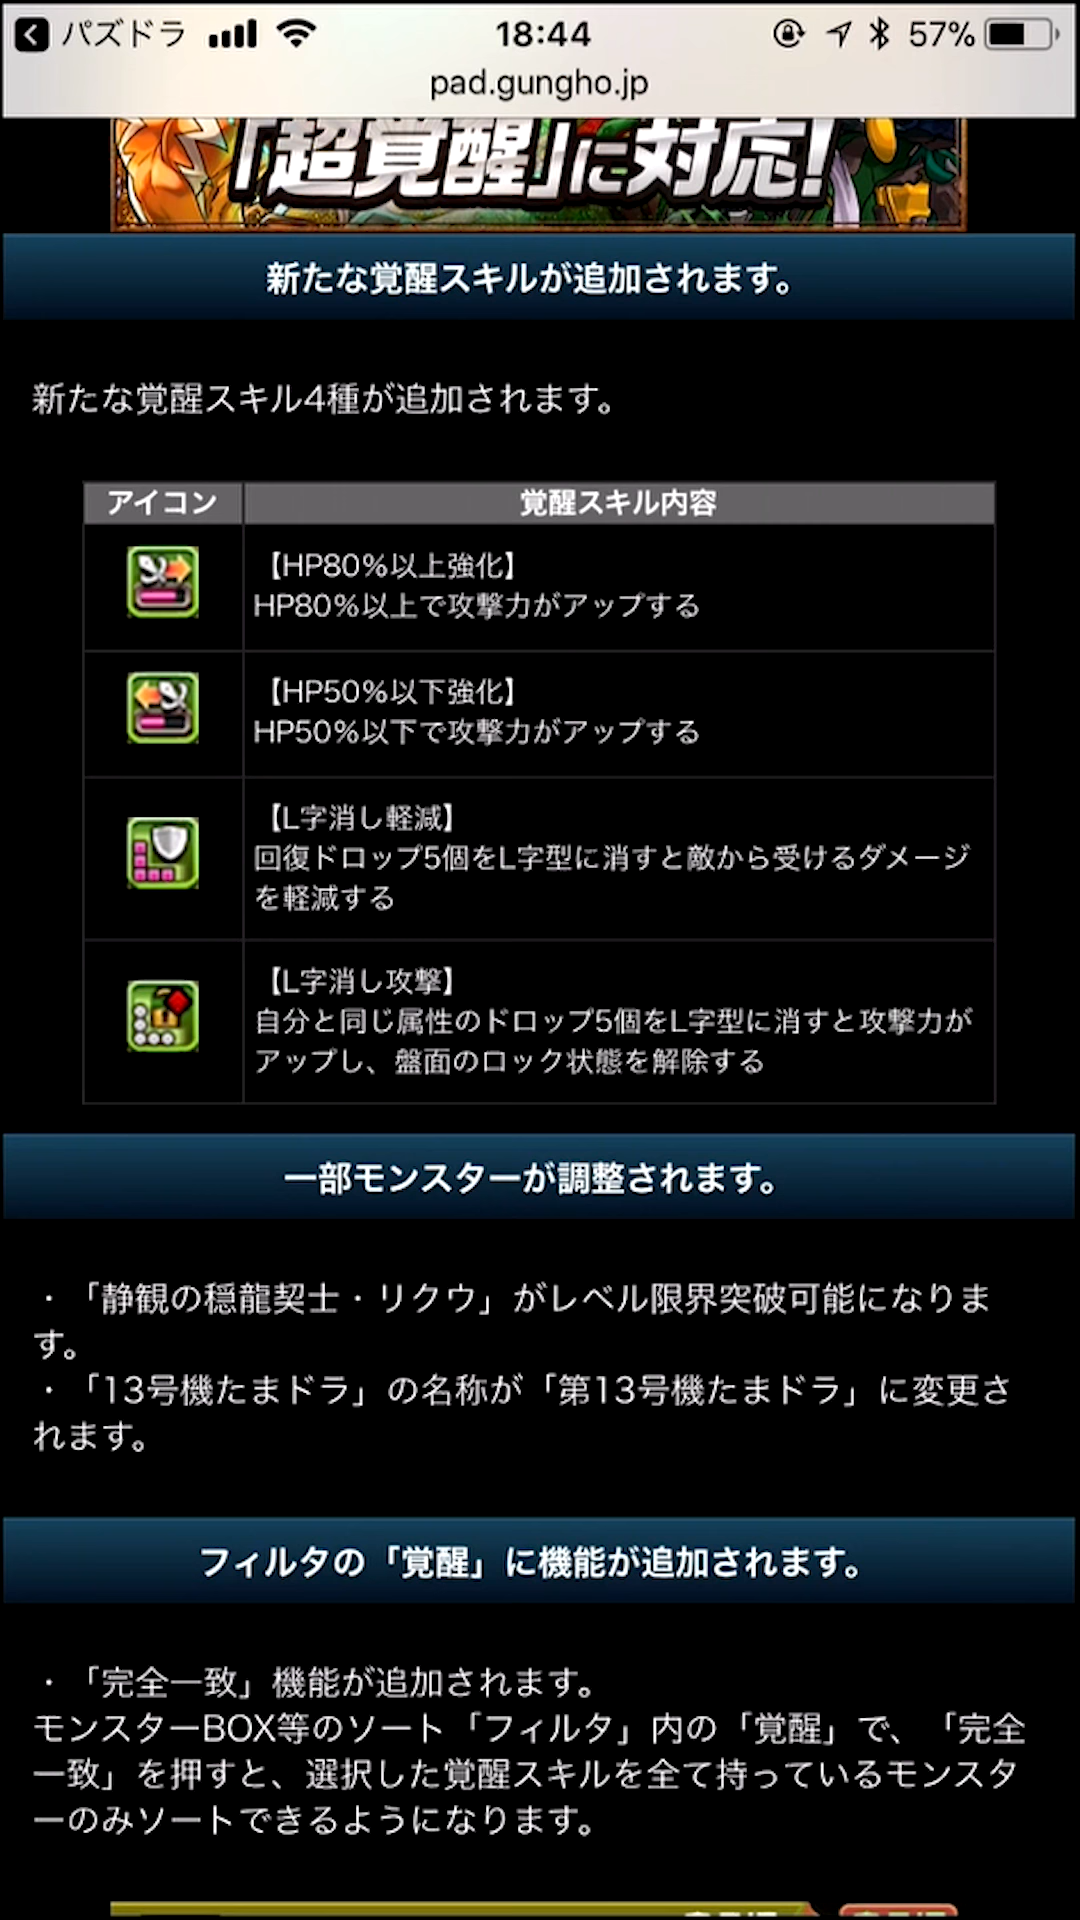 パズドラ 18:44 57%
pad.gungho.jp
「超覚醒」に対応!
新たな覚醒スキルが追加されます。
新たな覚醒スキル4種が追加されます。
アイコン 覚醒スキル内容
【HP80%以上強化】
HP80%以上で攻撃力がアップする
【HP50%以下強化】
HP50%以下で攻撃力がアップする
【L字消し軽減】
回復ドロップ5個をL字型に消すと敵から受けるダメージ
を軽減する
【L字消し攻撃】
自分と同じ属性のドロップ5個をL字型に消すと攻撃力が
アップし、盤面のロック状態を解除する
一部モンスターが調整されます。
・「静観の穏龍契士・リクウ」がレベル限界突破可能になりま
す。
・「13号機たまドラ」の名称が「第13号機たまドラ」に変更さ
れます。
フィルタの「覚醒」に機能が追加されます。
・「完全一致」機能が追加されます。
モンスターBOX等のソート「フィルタ」内の「覚醒」で、「完全
一致」を押すと、選択した覚醒スキルを全て持っているモンスタ
ーのみソートできるようになります。